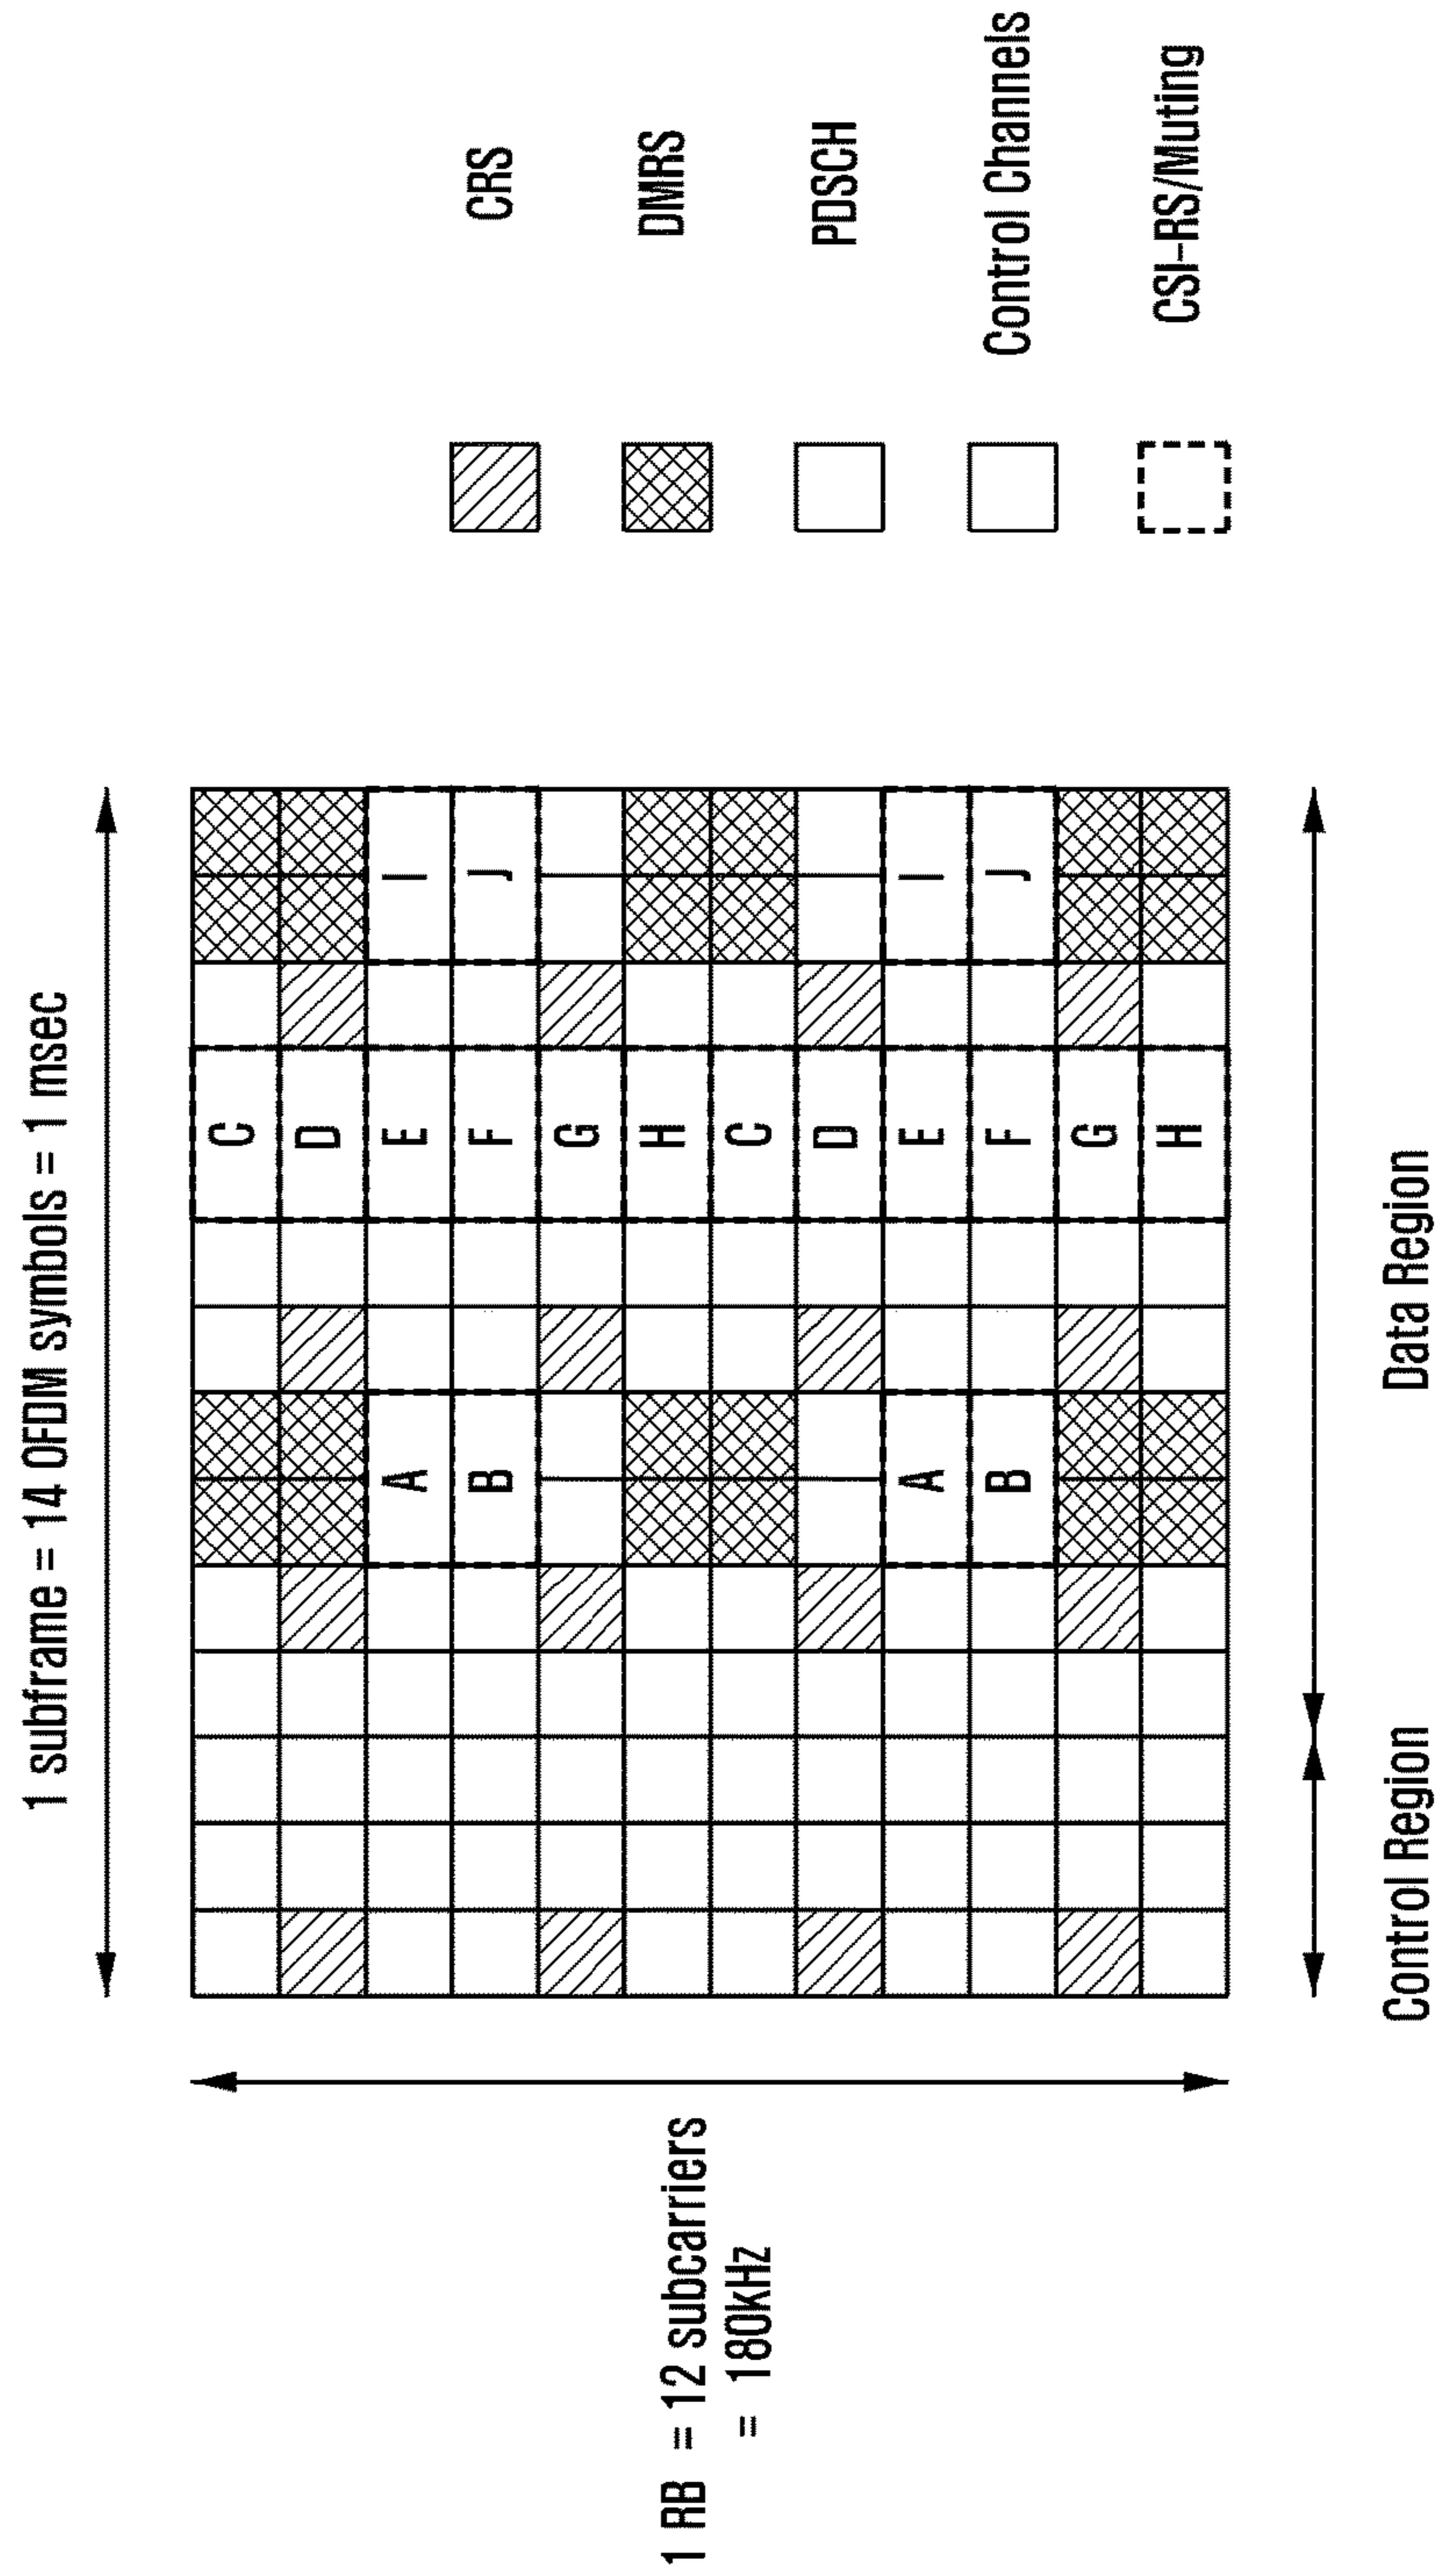 1 subframe = 14 OFDM symbols = 1 msec
1 RB = 12 subcarriers
= 180kHz
C
D
A E I
B F J
G
H
C
D
A E I
B F J
G
H
Control Region
Data Region
CRS
DMRS
PDSCH
Control Channels
CSI-RS/Muting